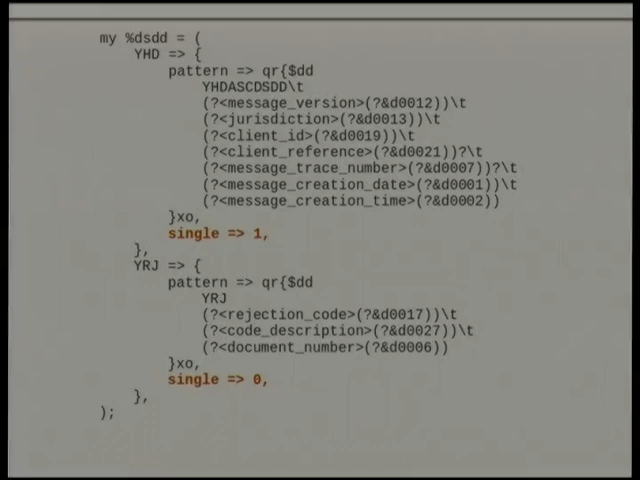 my %dsdd = (
    YHD => {
        pattern => qr{$dd
            YHDASCDSDD\t
            (?<message_version>(?&d0012))\t
            (?<jurisdiction>(?&d0013))\t
            (?<client_id>(?&d0019))\t
            (?<client_reference>(?&d0021))?\t
            (?<message_trace_number>(?&d0007))?\t
            (?<message_creation_date>(?&d0001))\t
            (?<message_creation_time>(?&d0002))
        }xo,
        single => 1,
    },
    YRJ => {
        pattern => qr{$dd
            YRJ
            (?<rejection_code>(?&d0017))\t
            (?<code_description>(?&d0027))\t
            (?<document_number>(?&d0006))
        }xo,
        single => 0,
    },
);